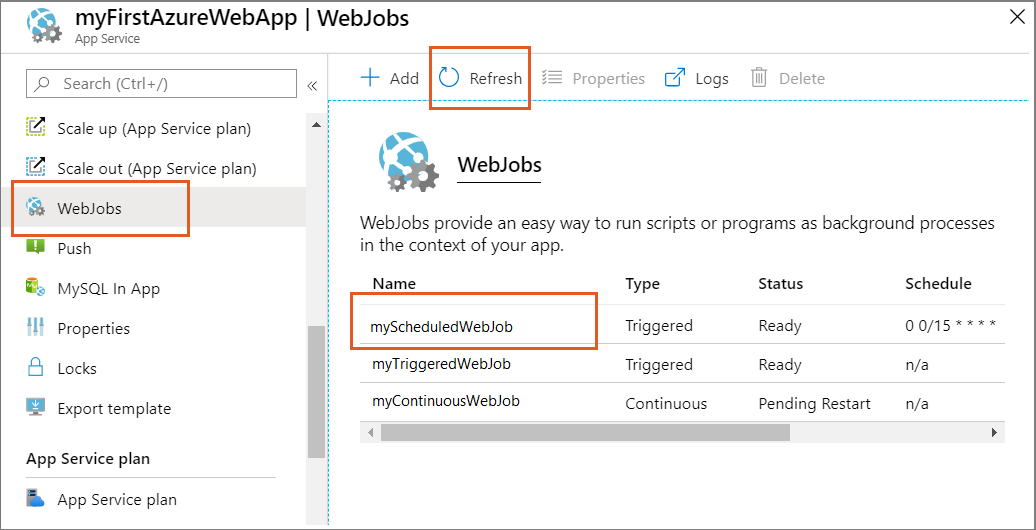 myFirstAzureWebApp | WebJobs
App Service
Search (Ctrl+/)
«
Scale up (App Service plan)
Scale out (App Service plan)
WebJobs
Push
MySQL In App
Properties
Locks
Export template
App Service plan
App Service plan
Add Refresh Properties Logs Delete
WebJobs
WebJobs provide an easy way to run scripts or programs as background processes
in the context of your app.
Name Type Status Schedule
myScheduledWebJob Triggered Ready 0 0/15 * * * *
myTriggeredWebJob Triggered Ready n/a
myContinuousWebJob Continuous Pending Restart n/a